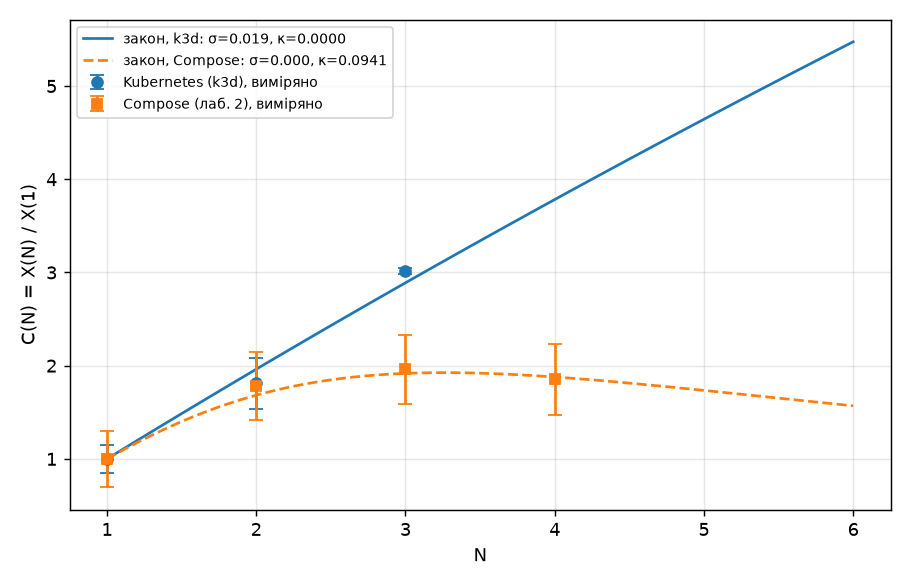 закон, k3d: σ=0.019, κ=0.0000
закон, Compose: σ=0.000, κ=0.0941
Kubernetes (k3d), виміряно
Compose (лаб. 2), виміряно
C(N) = X(N) / X(1)
5
4
3
2
1
1 2 3 4 5 6
N